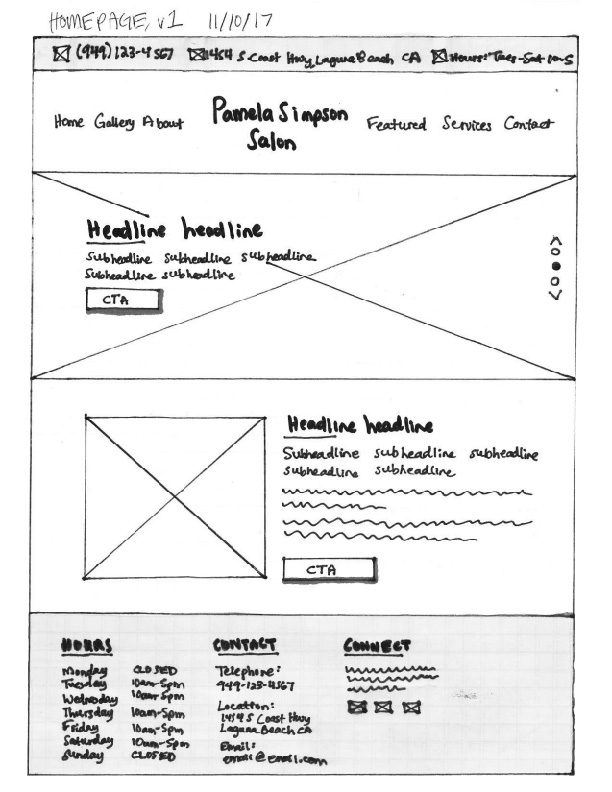 HOMEPAGE, v1 11/10/17
(949)123-4567 1454 S. Coast Hwy, Laguna Beach CA Hours: Tues-Sat 10-5
Home Gallery About
Pamela Simpson
Salon
Featured Services Contact
Headline headline
Subheadline subheadline subheadline
Subheadline subheadline
CTA
Headline headline
Subheadline subheadline subheadline
subheadline subheadline
CTA
HOURS
Monday CLOSED
Tuesday 10am-5pm
Wednesday 10am-5pm
Thursday 10am-5pm
Friday 10am-5pm
Saturday 10am-5pm
Sunday CLOSED
CONTACT
Telephone:
949-123-4567
Location:
1454 S Coast Hwy
Laguna Beach CA
Email:
email@email.com
CONNECT